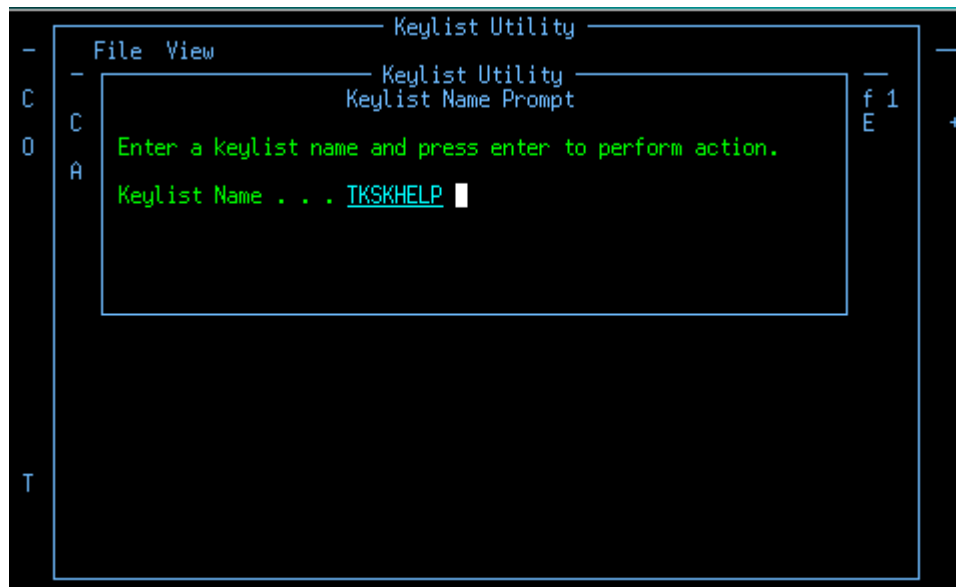 Keylist Utility
File View
Keylist Utility
C Keylist Name Prompt f 1
C E +
O Enter a keylist name and press enter to perform action.
A
Keylist Name . . . TKSKHELP
T